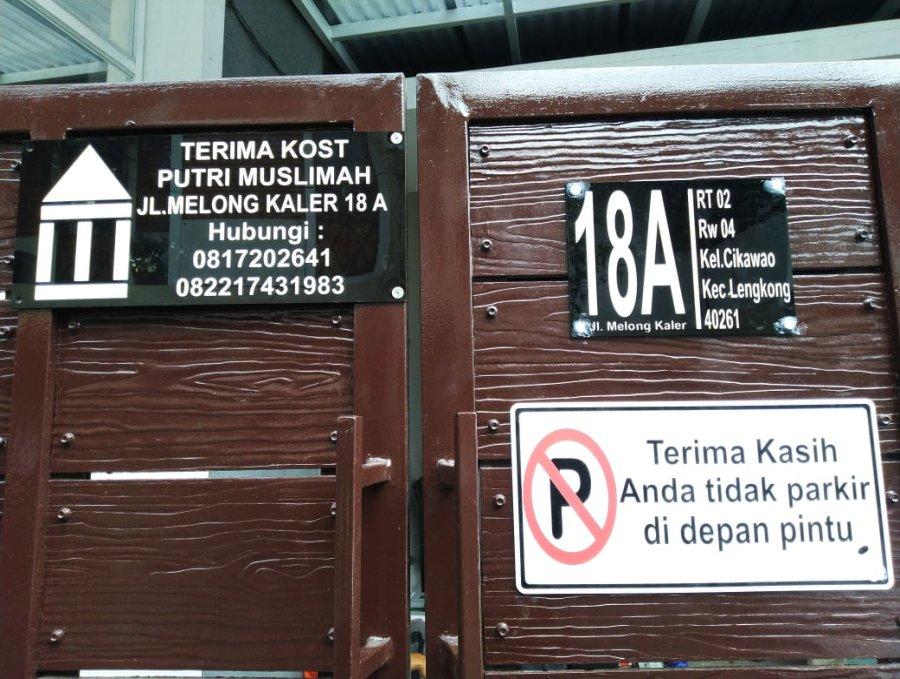 TERIMA KOST
PUTRI MUSLIMAH
JL.MELONG KALER 18 A
Hubungi :
0817202641
082217431983
18A
RT 02
Rw 04
Kel.Cikawao
Kec Lengkong
40261
Jl. Melong Kaler
P
Terima Kasih
Anda tidak parkir
di depan pintu